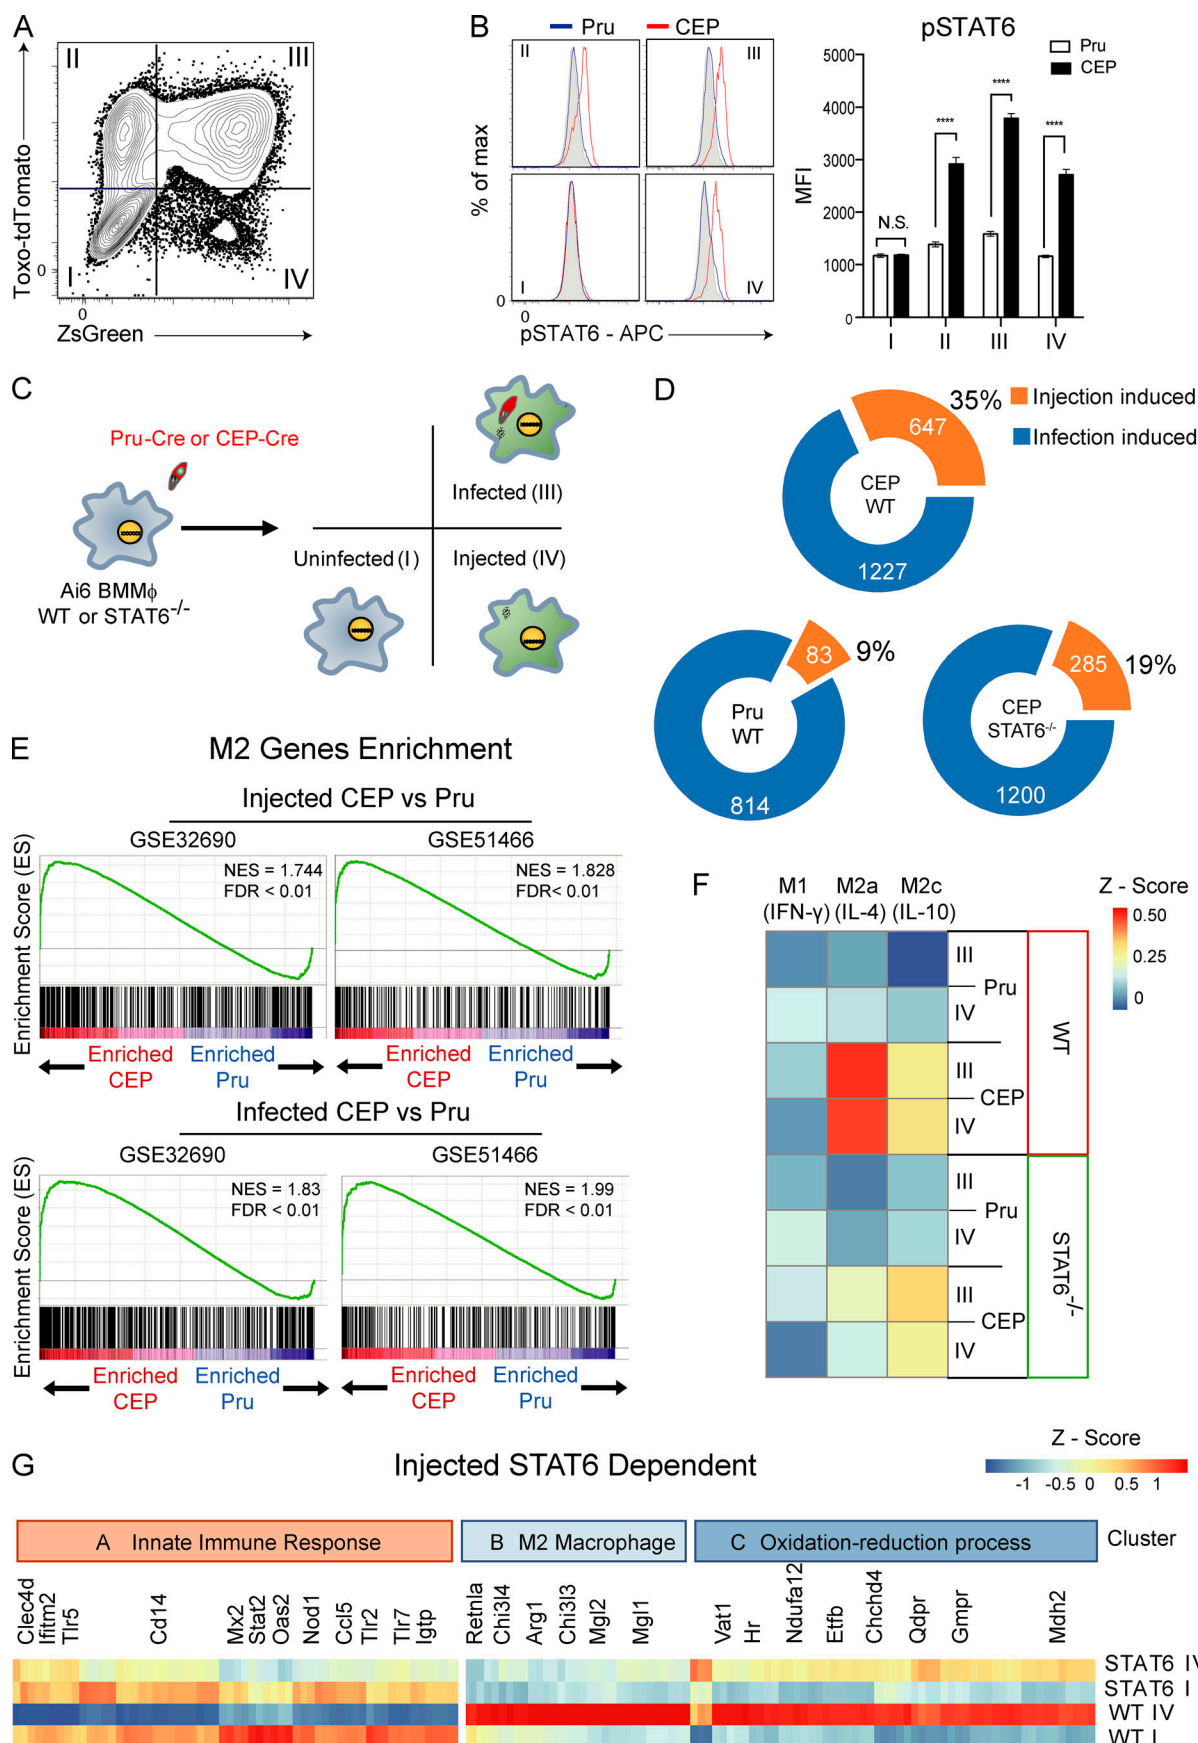 A
II
III
I
IV
Toxo-tdTomato
0
0
ZsGreen
B
Pru
CEP
II
III
I
IV
% of max
0
0
pSTAT6 - APC
pSTAT6
Pru
CEP
MFI
5000
4000
3000
2000
1000
0
N.S.
****
****
****
I
II
III
IV
C
Pru-Cre or CEP-Cre
Ai6 BMMϕ
WT or STAT6-/-
Infected (III)
Uninfected (I)
Injected (IV)
D
Injection induced
Infection induced
35%
647
CEP
WT
1227
83
9%
Pru
WT
814
285
19%
CEP
STAT6-/-
1200
E
M2 Genes Enrichment
Injected CEP vs Pru
GSE32690
GSE51466
Enrichment Score (ES)
NES = 1.744
FDR < 0.01
NES = 1.828
FDR< 0.01
Enriched
CEP
Enriched
Pru
Enriched
CEP
Enriched
Pru
Infected CEP vs Pru
GSE32690
GSE51466
Enrichment Score (ES)
NES = 1.83
FDR < 0.01
NES = 1.99
FDR < 0.01
Enriched
CEP
Enriched
Pru
Enriched
CEP
Enriched
Pru
F
M1
(IFN-γ)
M2a
(IL-4)
M2c
(IL-10)
Z - Score
0.50
0.25
0
III
IV
Pru
III
IV
CEP
WT
III
IV
Pru
III
IV
CEP
STAT6-/-
G
Injected STAT6 Dependent
Z - Score
-1 -0.5 0 0.5 1
A Innate Immune Response
B M2 Macrophage
C Oxidation-reduction process
Cluster
Clec4d
Ifitm2
Tlr5
Cd14
Mx2
Stat2
Oas2
Nod1
Ccl5
Tlr2
Tlr7
Igtp
Retnla
Chi3l4
Arg1
Chi3l3
Mgl2
Mgl1
Vat1
Hr
Ndufa12
Etfb
Chchd4
Qdpr
Gmpr
Mdh2
STAT6 IV
STAT6 I
WT IV
WT I